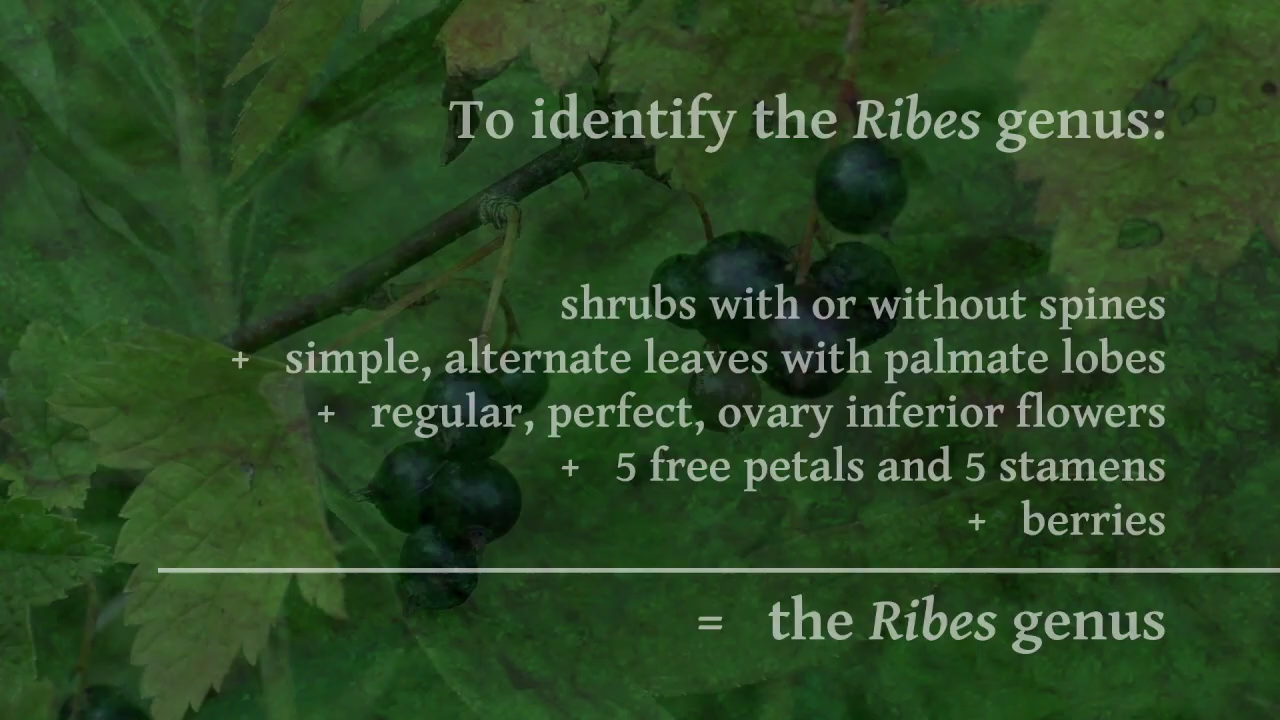 To identify the Ribes genus:
shrubs with or without spines
+ simple, alternate leaves with palmate lobes
+ regular, perfect, ovary inferior flowers
+ 5 free petals and 5 stamens
+ berries
= the Ribes genus